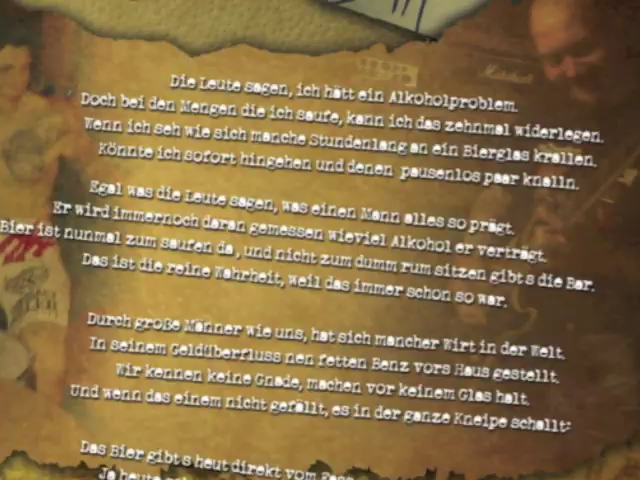 Marshall
Die Leute sagen, ich hätt ein Alkoholproblem.
Doch bei den Mengen die ich saufe, kann ich das zehnmal widerlegen.
Wenn ich seh wie sich manche Stundenlang an ein Bierglas krallen.
Könnte ich sofort hingehen und denen pausenlos paar knalln.
Egal was die Leute sagen, was einen Mann alles so prägt.
Er wird immernoch daran gemessen wieviel Alkohol er verträgt.
Bier ist nunmal zum saufen da, und nicht zum dumm rum sitzen gibts die Bar.
Das ist die reine Wahrheit, weil das immer schon so war.
Durch große Männer wie uns, hat sich mancher Wirt in der Welt.
In seinem Geldüberfluss nen fetten Benz vors Haus gestellt.
Wir kennen keine Gnade, machen vor keinem Glas halt.
Und wenn das einem nicht gefällt, es in der ganze Kneipe schallt:
Das Bier gibts heut direkt vom Fass
Ja heute